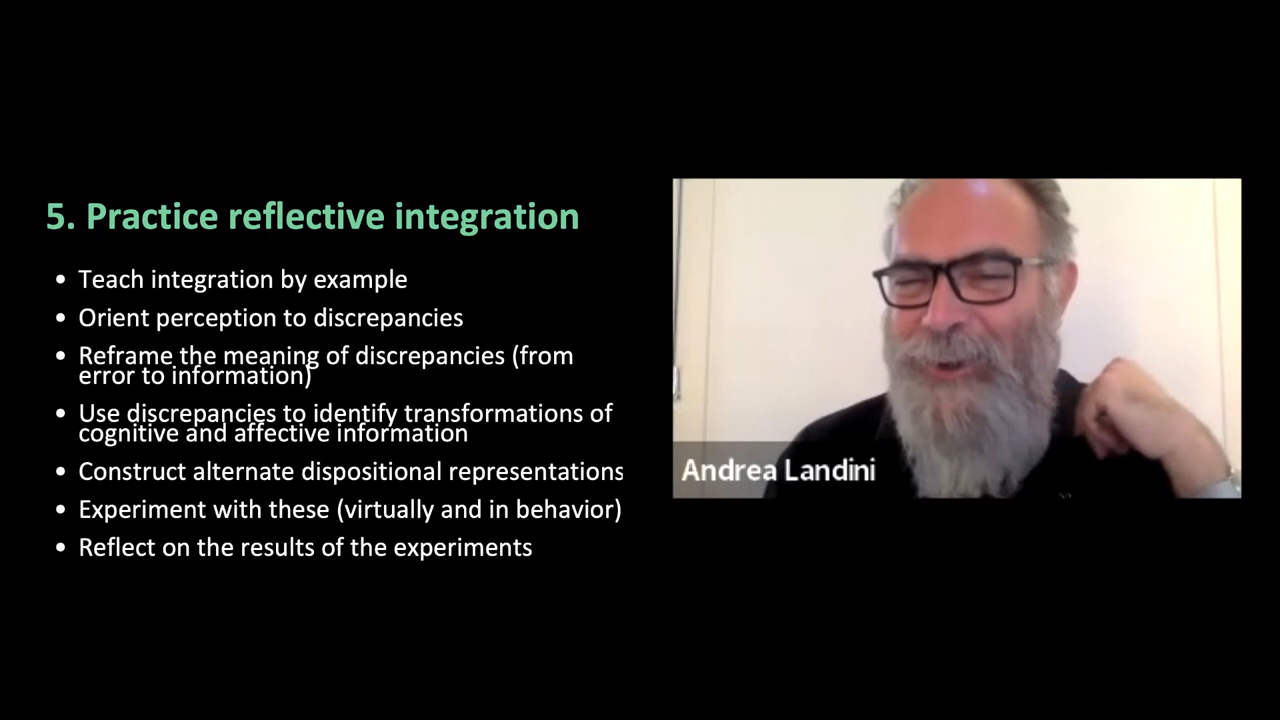 5. Practice reflective integration
• Teach integration by example
• Orient perception to discrepancies
• Reframe the meaning of discrepancies (from
error to information)
• Use discrepancies to identify transformations of
cognitive and affective information
• Construct alternate dispositional representations
• Experiment with these (virtually and in behavior)
• Reflect on the results of the experiments
Andrea Landini